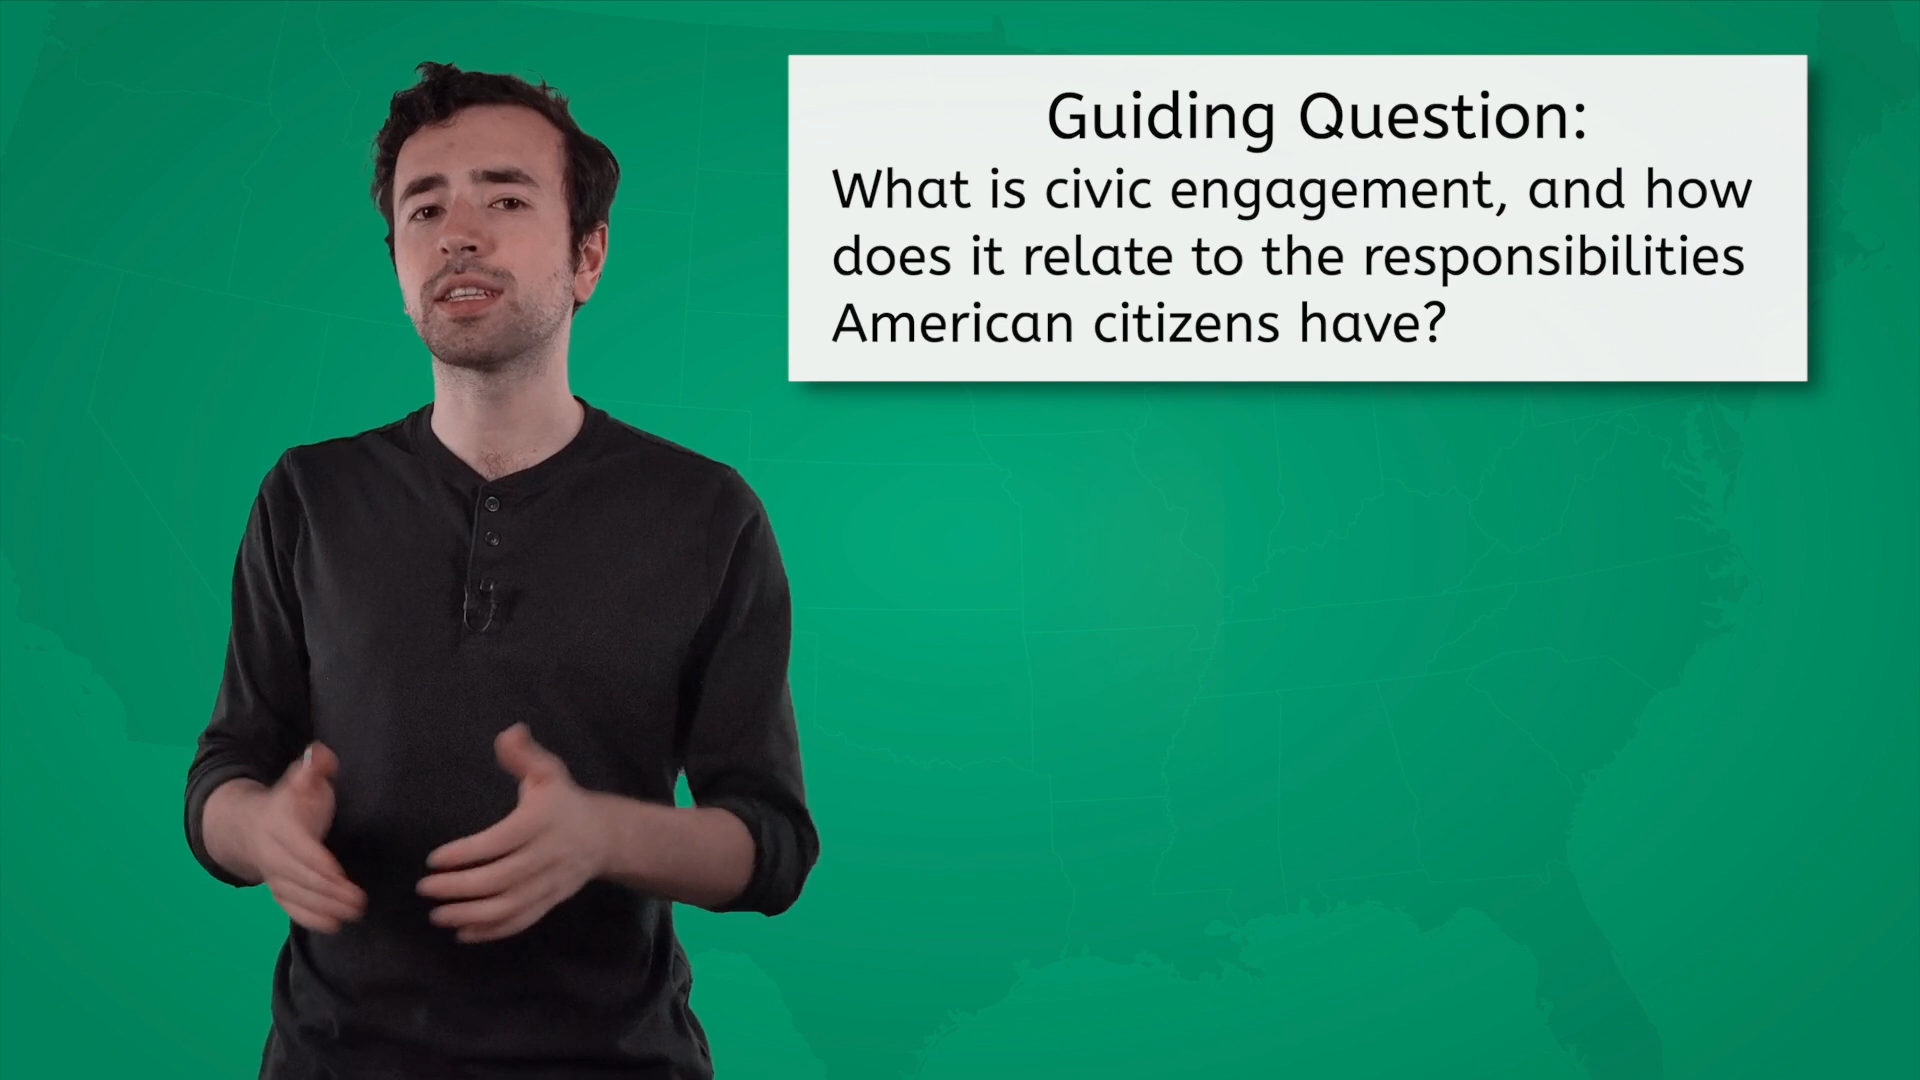 Guiding Question:
What is civic engagement, and how
does it relate to the responsibilities
American citizens have?